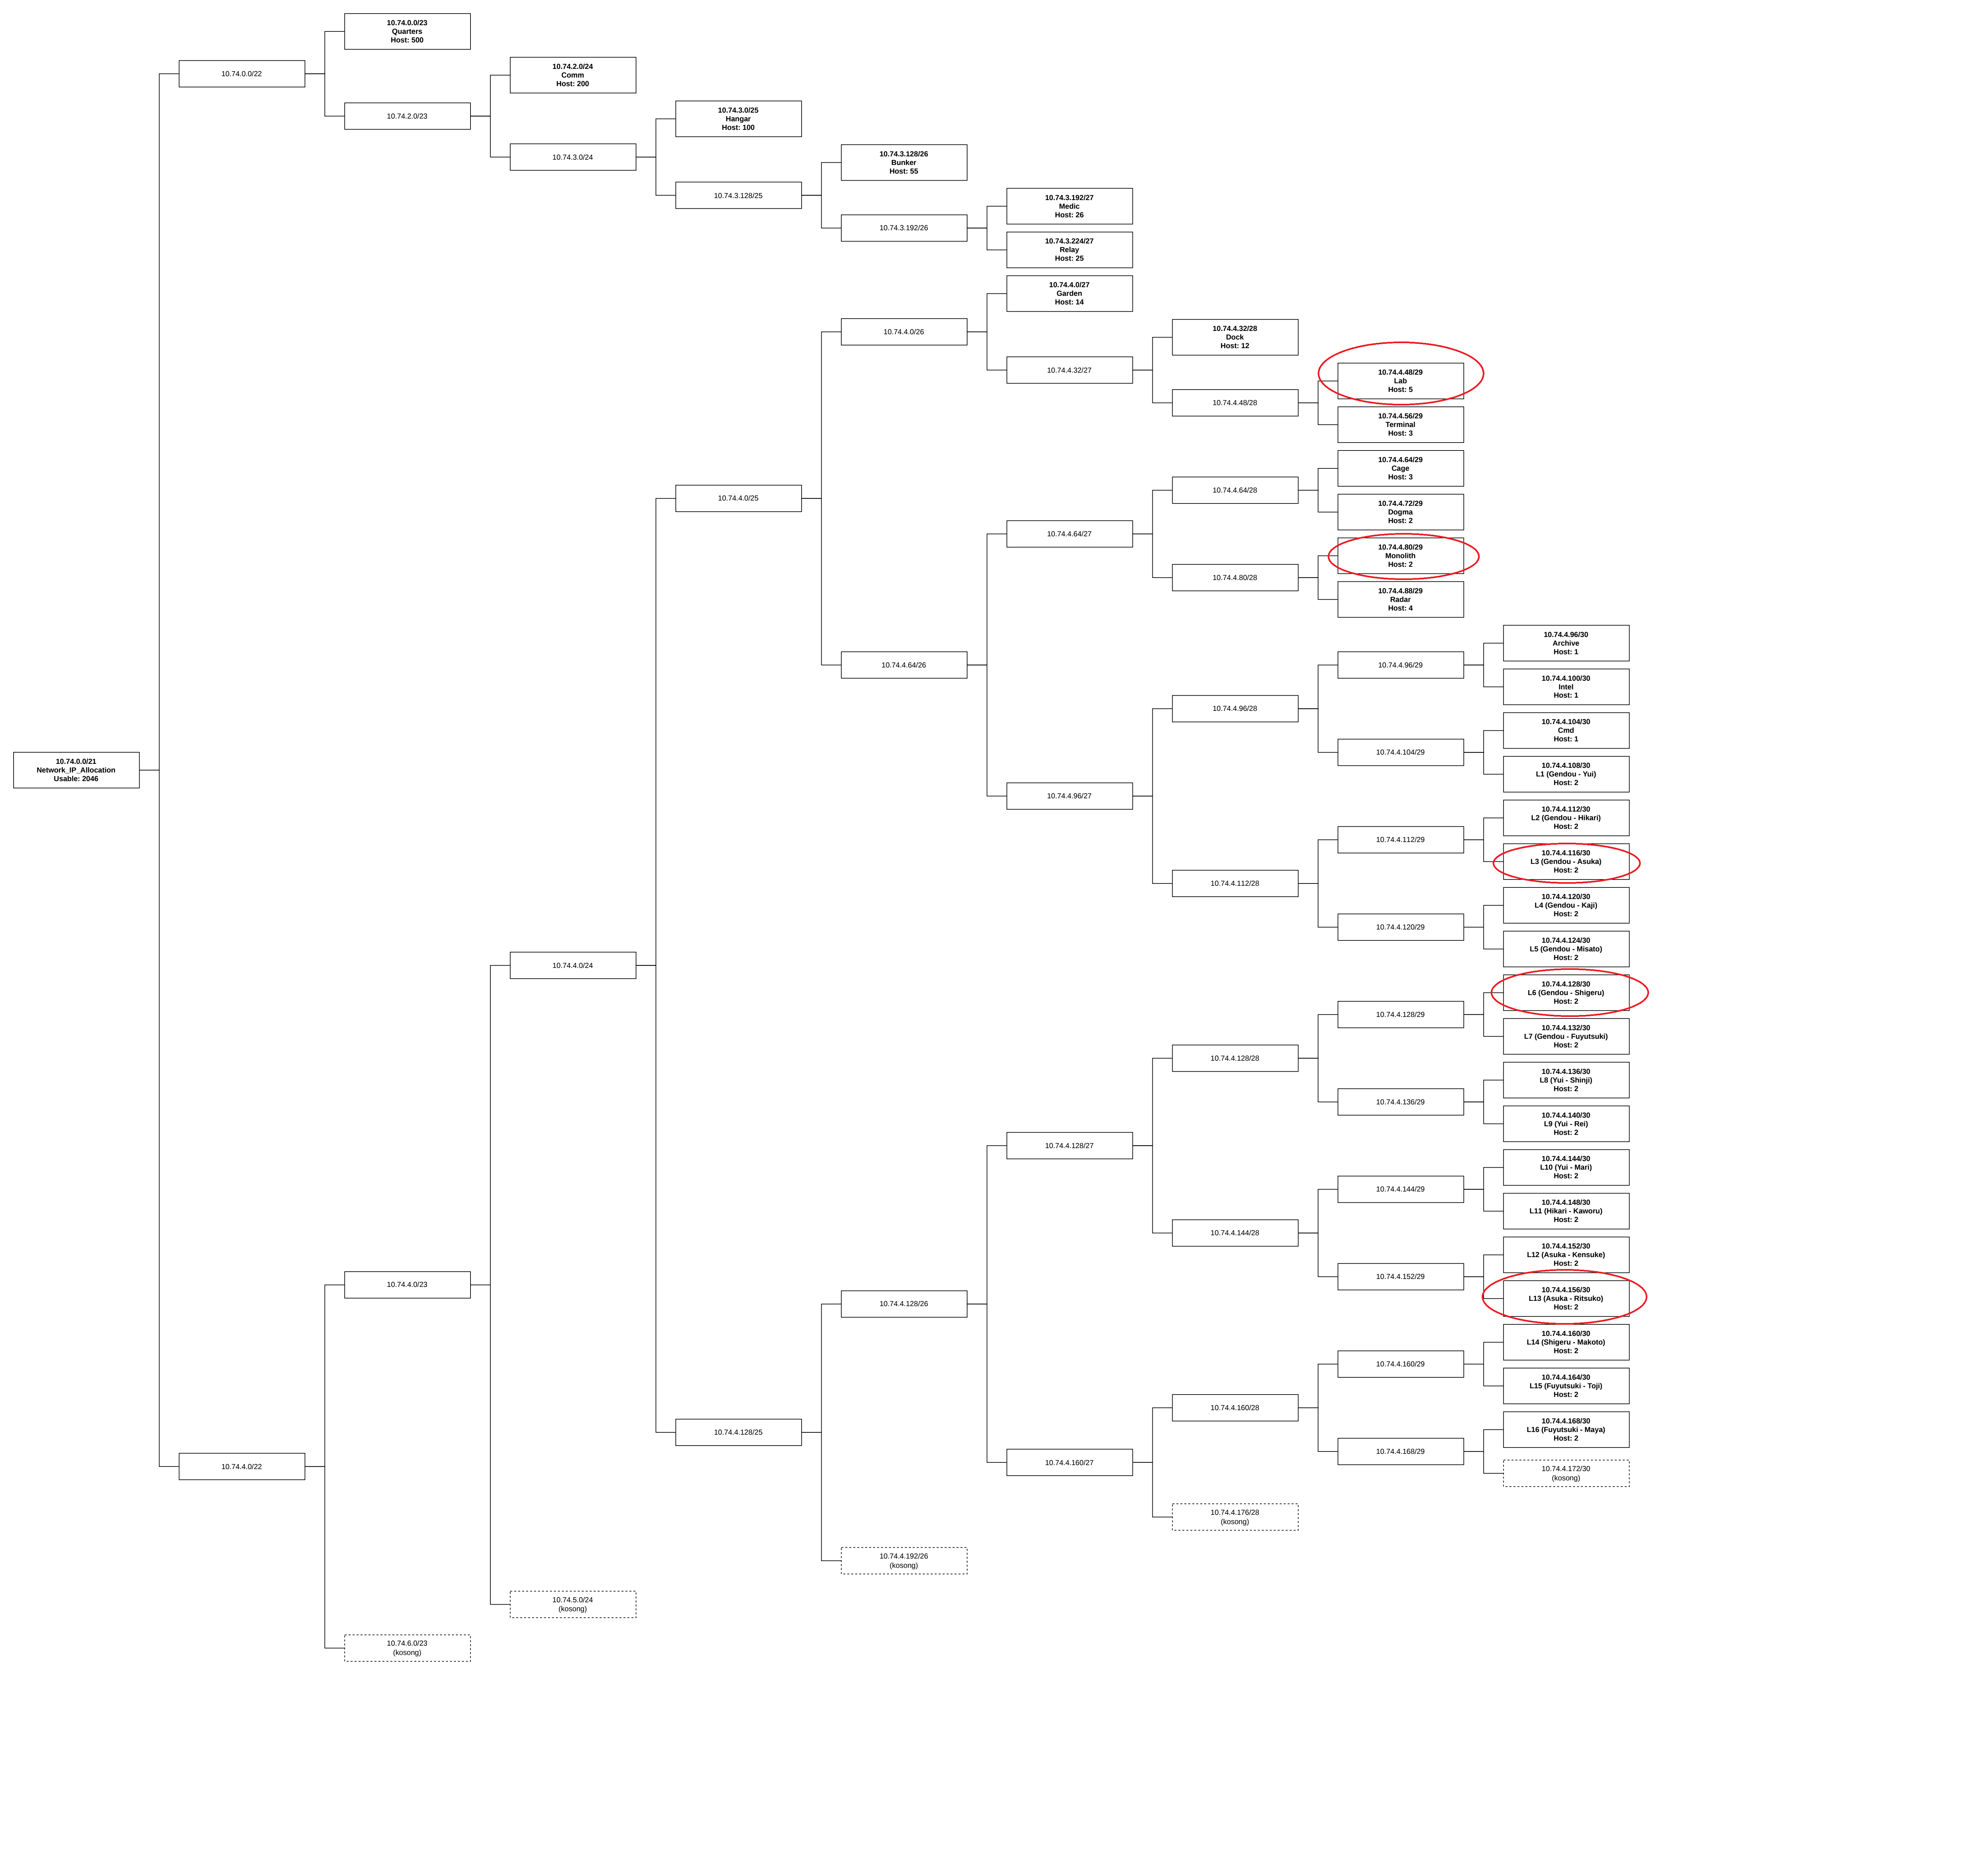 10.74.0.0/23
Quarters
Host: 500
10.74.0.0/22
10.74.2.0/24
Comm
Host: 200
10.74.2.0/23
10.74.3.0/25
Hangar
Host: 100
10.74.3.0/24
10.74.3.128/26
Bunker
Host: 55
10.74.3.128/25
10.74.3.192/27
Medic
Host: 26
10.74.3.192/26
10.74.3.224/27
Relay
Host: 25
10.74.4.0/27
Garden
Host: 14
10.74.4.0/26
10.74.4.32/28
Dock
Host: 12
10.74.4.32/27
10.74.4.48/29
Lab
Host: 5
10.74.4.48/28
10.74.4.56/29
Terminal
Host: 3
10.74.4.64/29
Cage
Host: 3
10.74.4.0/25
10.74.4.64/28
10.74.4.72/29
Dogma
Host: 2
10.74.4.64/27
10.74.4.80/29
Monolith
Host: 2
10.74.4.80/28
10.74.4.88/29
Radar
Host: 4
10.74.4.96/30
Archive
Host: 1
10.74.4.64/26
10.74.4.96/29
10.74.4.100/30
Intel
Host: 1
10.74.4.96/28
10.74.4.104/30
Cmd
Host: 1
10.74.4.104/29
10.74.0.0/21
Network_IP_Allocation
Usable: 2046
10.74.4.108/30
L1 (Gendou - Yui)
Host: 2
10.74.4.96/27
10.74.4.112/30
L2 (Gendou - Hikari)
Host: 2
10.74.4.112/29
10.74.4.116/30
L3 (Gendou - Asuka)
Host: 2
10.74.4.112/28
10.74.4.120/30
L4 (Gendou - Kaji)
Host: 2
10.74.4.120/29
10.74.4.124/30
L5 (Gendou - Misato)
Host: 2
10.74.4.0/24
10.74.4.128/30
L6 (Gendou - Shigeru)
Host: 2
10.74.4.128/29
10.74.4.132/30
L7 (Gendou - Fuyutsuki)
Host: 2
10.74.4.128/28
10.74.4.136/30
L8 (Yui - Shinji)
Host: 2
10.74.4.136/29
10.74.4.140/30
L9 (Yui - Rei)
Host: 2
10.74.4.128/27
10.74.4.144/30
L10 (Yui - Mari)
Host: 2
10.74.4.144/29
10.74.4.148/30
L11 (Hikari - Kaworu)
Host: 2
10.74.4.144/28
10.74.4.152/30
L12 (Asuka - Kensuke)
Host: 2
10.74.4.152/29
10.74.4.0/23
10.74.4.156/30
L13 (Asuka - Ritsuko)
Host: 2
10.74.4.128/26
10.74.4.160/30
L14 (Shigeru - Makoto)
Host: 2
10.74.4.160/29
10.74.4.164/30
L15 (Fuyutsuki - Toji)
Host: 2
10.74.4.160/28
10.74.4.168/30
L16 (Fuyutsuki - Maya)
Host: 2
10.74.4.128/25
10.74.4.168/29
10.74.4.160/27
10.74.4.0/22
10.74.4.172/30
(kosong)
10.74.4.176/28
(kosong)
10.74.4.192/26
(kosong)
10.74.5.0/24
(kosong)
10.74.6.0/23
(kosong)